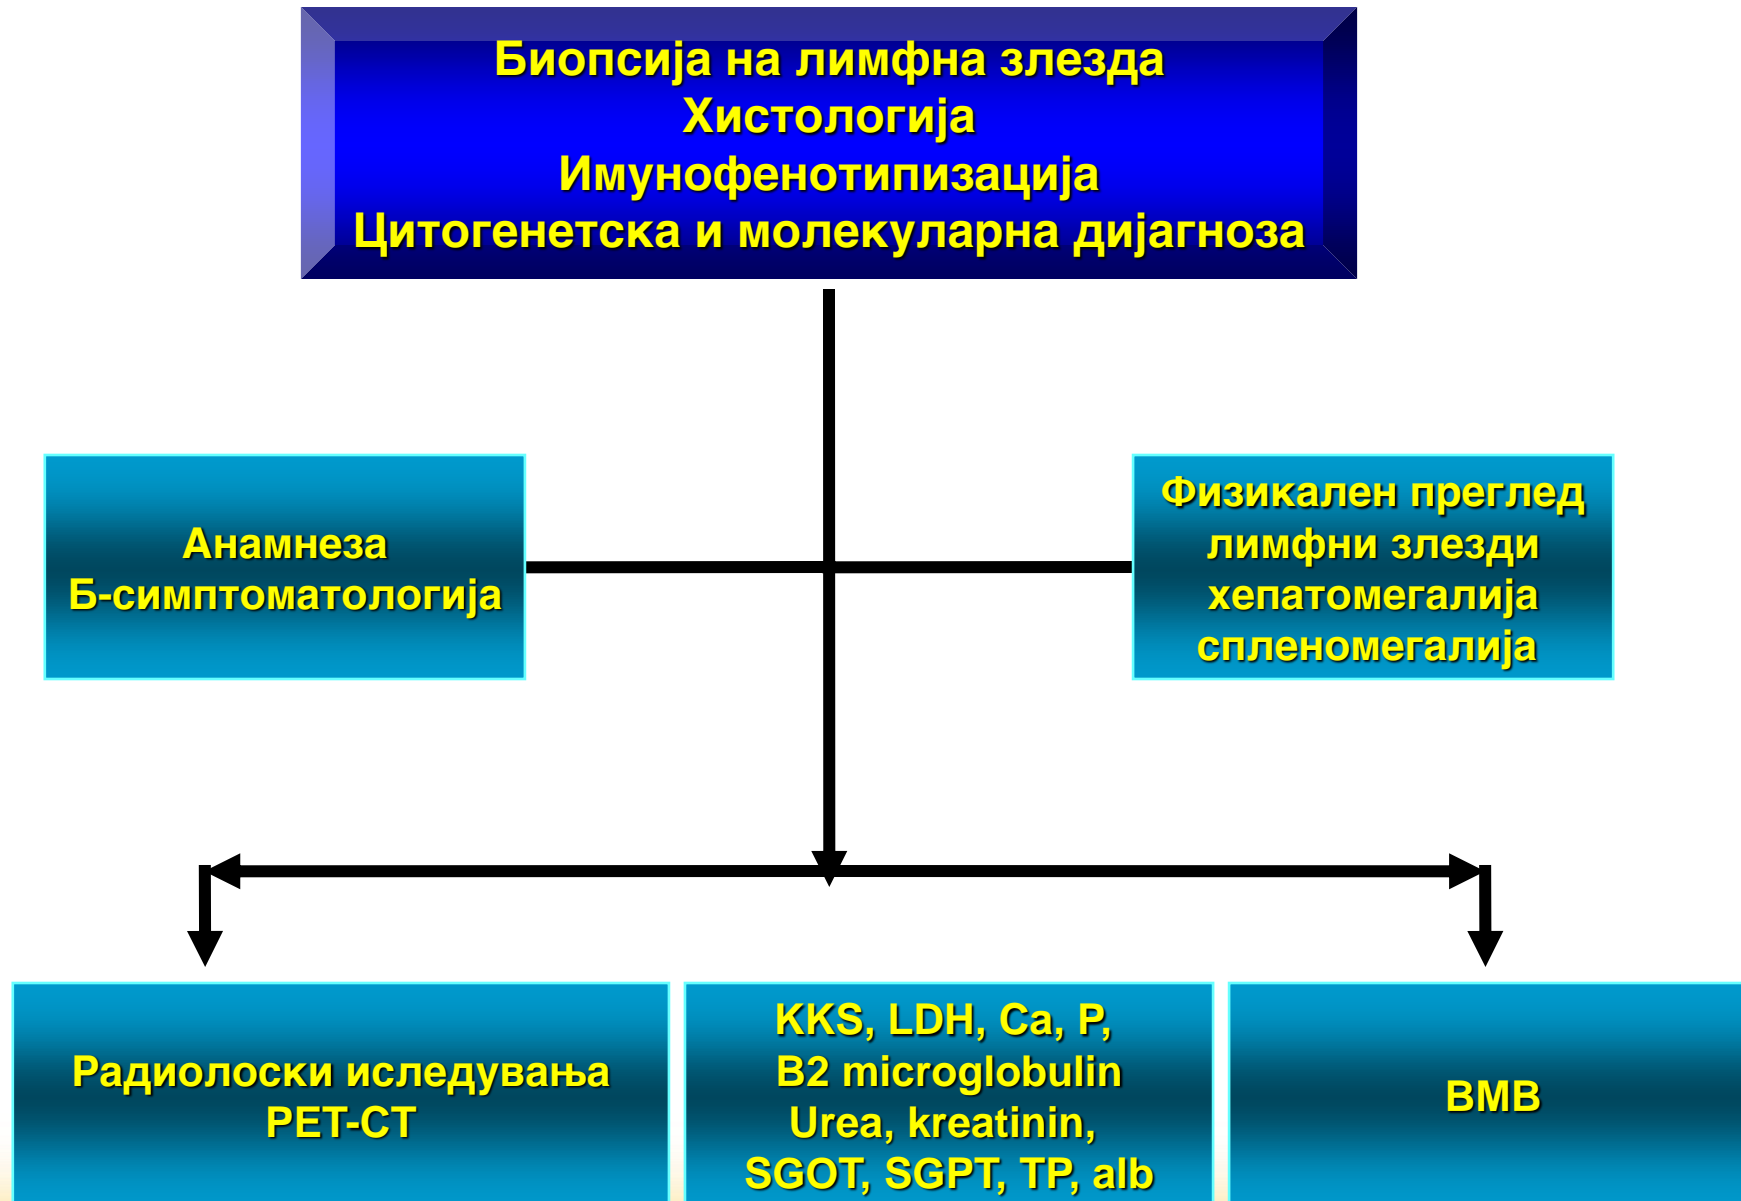 Биопсија на лимфна злезда
Хистологија
Имунофенотипизација
Цитогенетска и молекуларна дијагноза
Анамнеза
Б-симптоматологија
Физикален преглед
лимфни злезди
хепатомегалија
спленомегалија
Радиолоски иследувања
PET-CT
KKS, LDH, Ca, P,
B2 microglobulin
Urea, kreatinin,
SGOT, SGPT, TP, alb
BMB